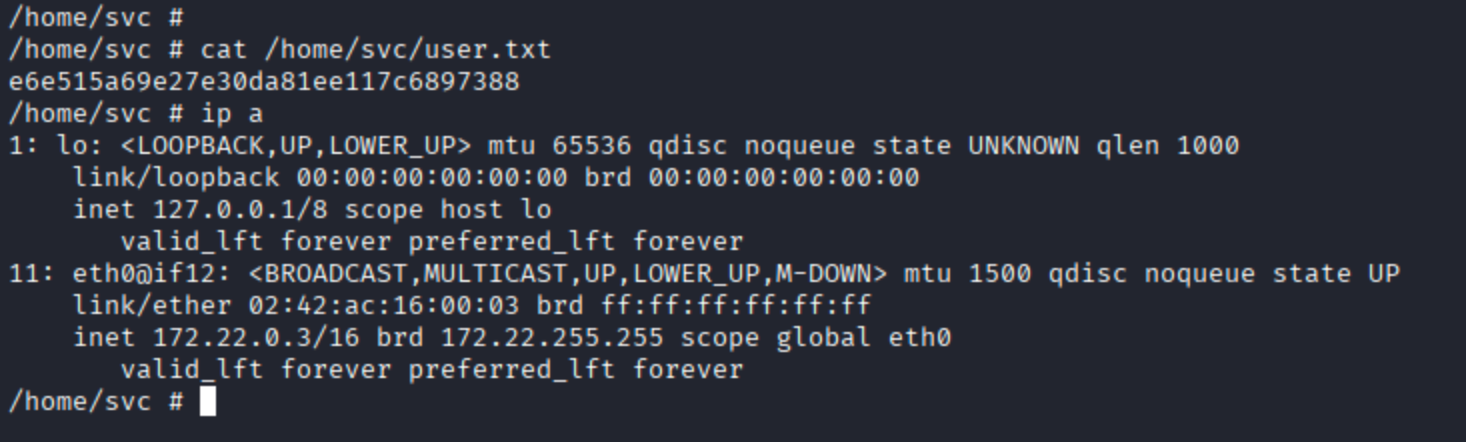 /home/svc #
/home/svc # cat /home/svc/user.txt
e6e515a69e27e30da81ee117c6897388
/home/svc # ip a
1: lo: <LOOPBACK,UP,LOWER_UP> mtu 65536 qdisc noqueue state UNKNOWN qlen 1000
    link/loopback 00:00:00:00:00:00 brd 00:00:00:00:00:00
    inet 127.0.0.1/8 scope host lo
       valid_lft forever preferred_lft forever
11: eth0@if12: <BROADCAST,MULTICAST,UP,LOWER_UP,M-DOWN> mtu 1500 qdisc noqueue state UP
    link/ether 02:42:ac:16:00:03 brd ff:ff:ff:ff:ff:ff
    inet 172.22.0.3/16 brd 172.22.255.255 scope global eth0
       valid_lft forever preferred_lft forever
/home/svc #